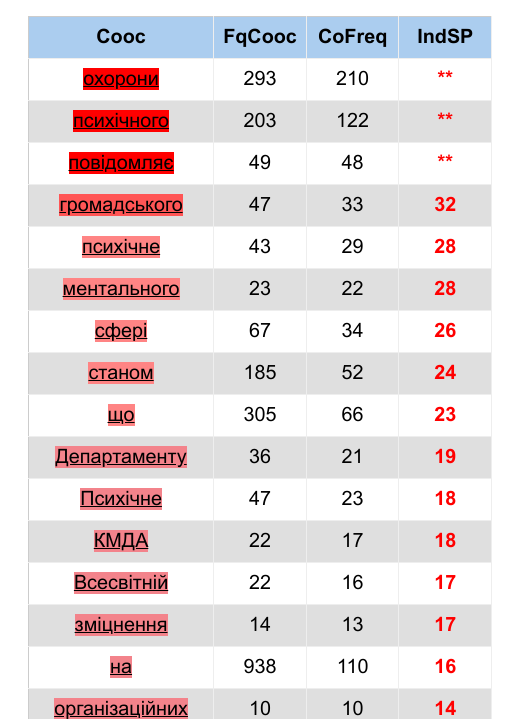 Cooc FqCooc CoFreq IndSP
охорони 293 210 **
психічного 203 122 **
повідомляє 49 48 **
громадського 47 33 32
психічне 43 29 28
ментального 23 22 28
сфері 67 34 26
станом 185 52 24
що 305 66 23
Департаменту 36 21 19
Психічне 47 23 18
КМДА 22 17 18
Всесвітній 22 16 17
зміцнення 14 13 17
на 938 110 16
організаційних 10 10 14